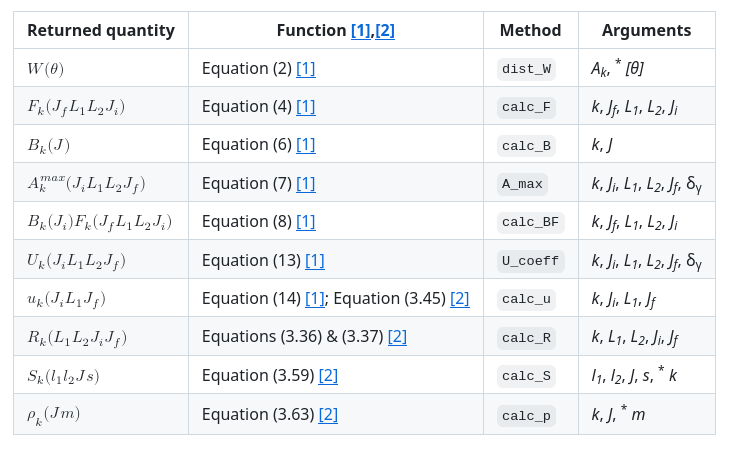 Returned quantity Function [1],[2] Method Arguments
W(θ) Equation (2) [1] dist_W A_k, * [θ]
F_k(J_f L_1 L_2 J_i) Equation (4) [1] calc_F k, J_f, L_1, L_2, J_i
B_k(J) Equation (6) [1] calc_B k, J
A_k^max(J_i L_1 L_2 J_f) Equation (7) [1] A_max k, J_i, L_1, L_2, J_f, δ_γ
B_k(J_i)F_k(J_f L_1 L_2 J_i) Equation (8) [1] calc_BF k, J_f, L_1, L_2, J_i
U_k(J_i L_1 L_2 J_f) Equation (13) [1] U_coeff k, J_i, L_1, L_2, J_f, δ_γ
u_k(J_i L_1 J_f) Equation (14) [1]; Equation (3.45) [2] calc_u k, J_i, L_1, J_f
R_k(L_1 L_2 J_i J_f) Equations (3.36) & (3.37) [2] calc_R k, L_1, L_2, J_i, J_f
S_k(l_1 l_2 J s) Equation (3.59) [2] calc_S l_1, l_2, J, s, * k
ρ_k(Jm) Equation (3.63) [2] calc_p k, J, * m